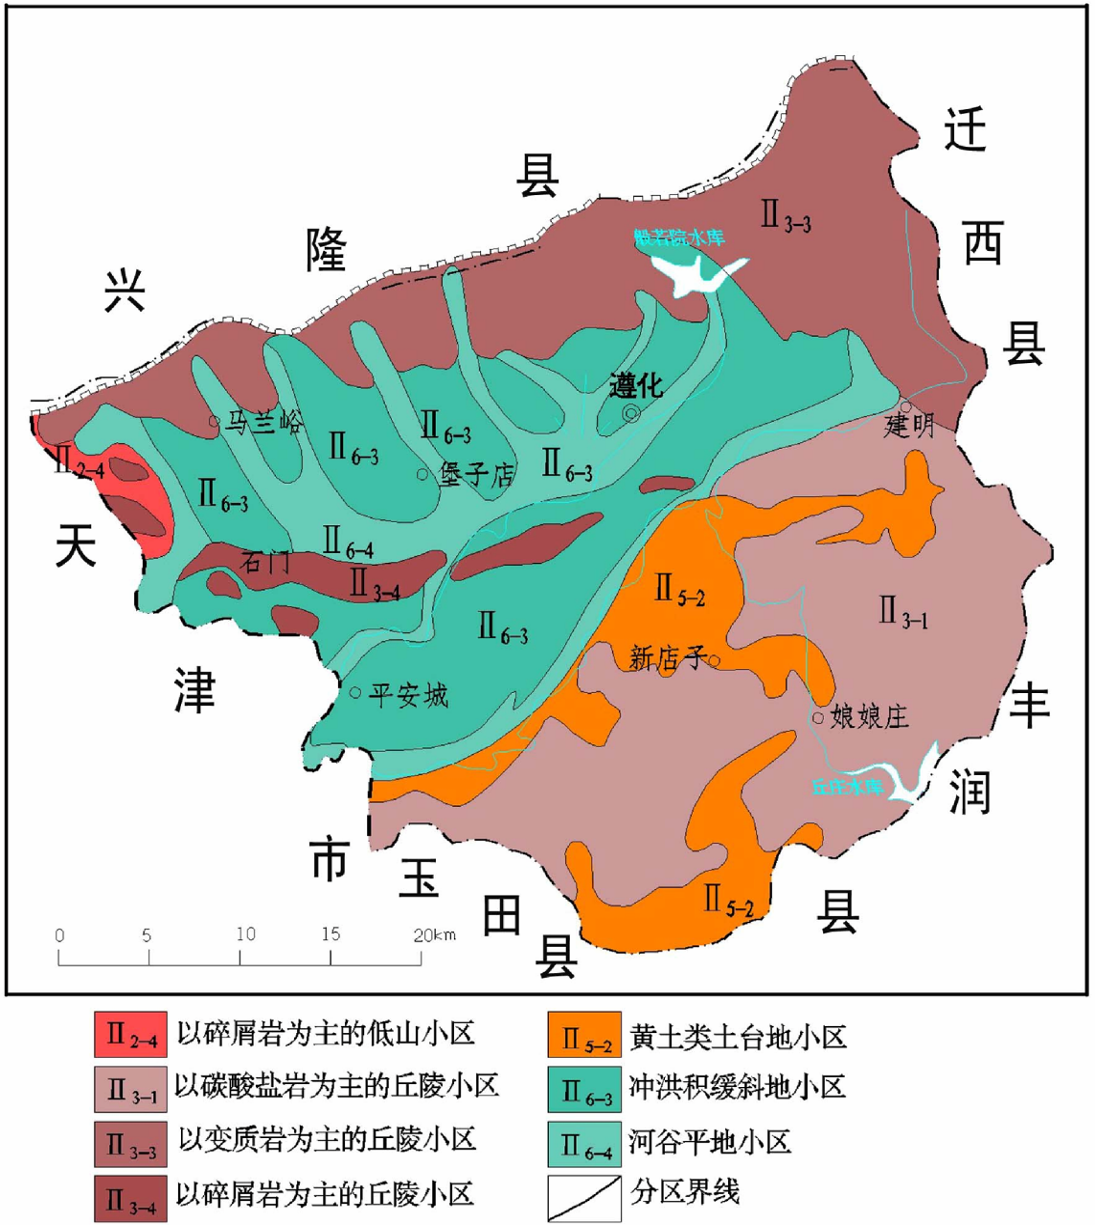 迁西县
兴隆县
天津市
玉田县
丰润县
般若院水库
Ⅱ3-3
遵化
建明
马兰峪
Ⅱ6-3
Ⅱ6-3
堡子店
Ⅱ6-3
Ⅱ2-4
Ⅱ6-3
Ⅱ6-4
石门
Ⅱ3-4
Ⅱ5-2
Ⅱ3-1
Ⅱ6-3
新店子
平安城
娘娘庄
丘庄水库
Ⅱ5-2
0 5 10 15 20km
Ⅱ2-4 以碎屑岩为主的低山小区
Ⅱ3-1 以碳酸盐岩为主的丘陵小区
Ⅱ3-3 以变质岩为主的丘陵小区
Ⅱ3-4 以碎屑岩为主的丘陵小区
Ⅱ5-2 黄土类土台地小区
Ⅱ6-3 冲洪积缓斜地小区
Ⅱ6-4 河谷平地小区
分区界线